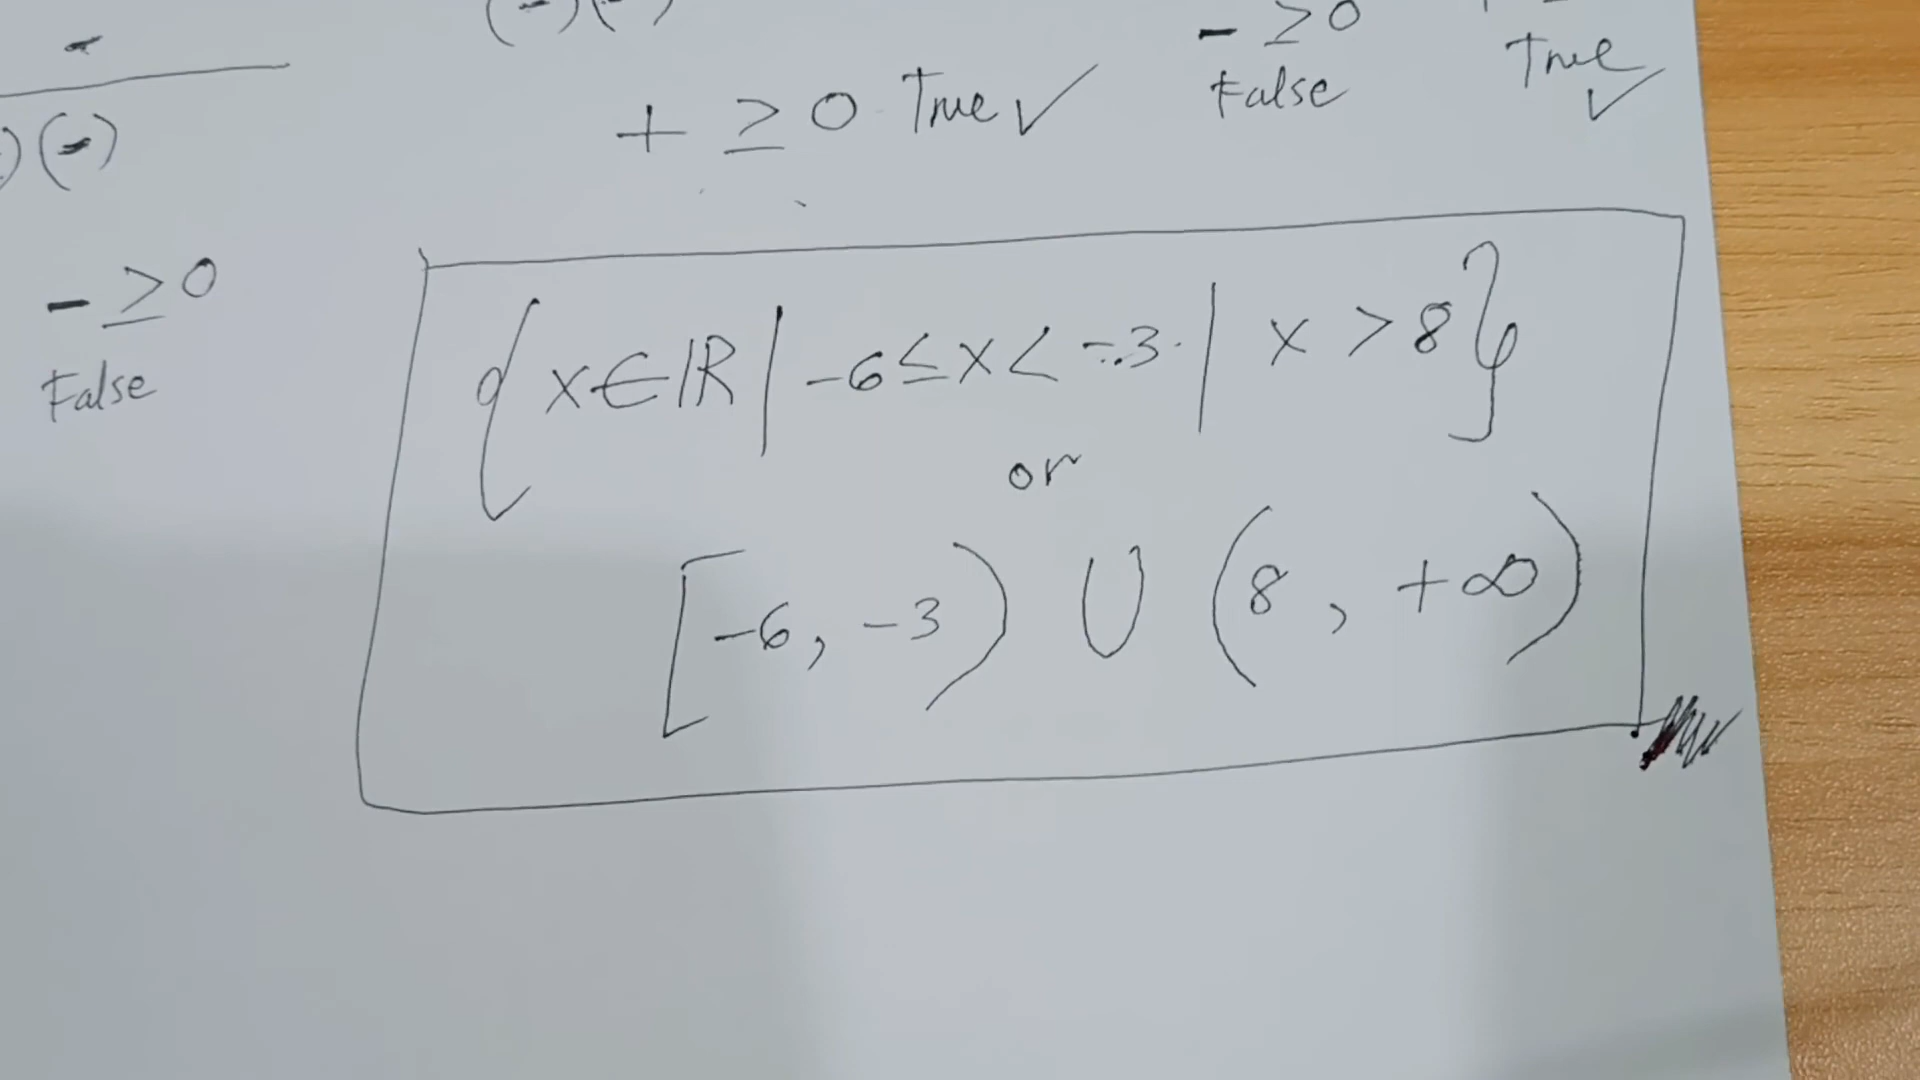 -
(-)
- ≥ 0
False
(-)(-)
+ ≥ 0 True ✓
- ≥ 0
False
True
✓
{x ∈ ℝ | -6 ≤ x < -3 | x > 8}
or
[-6, -3) ∪ (8, +∞)